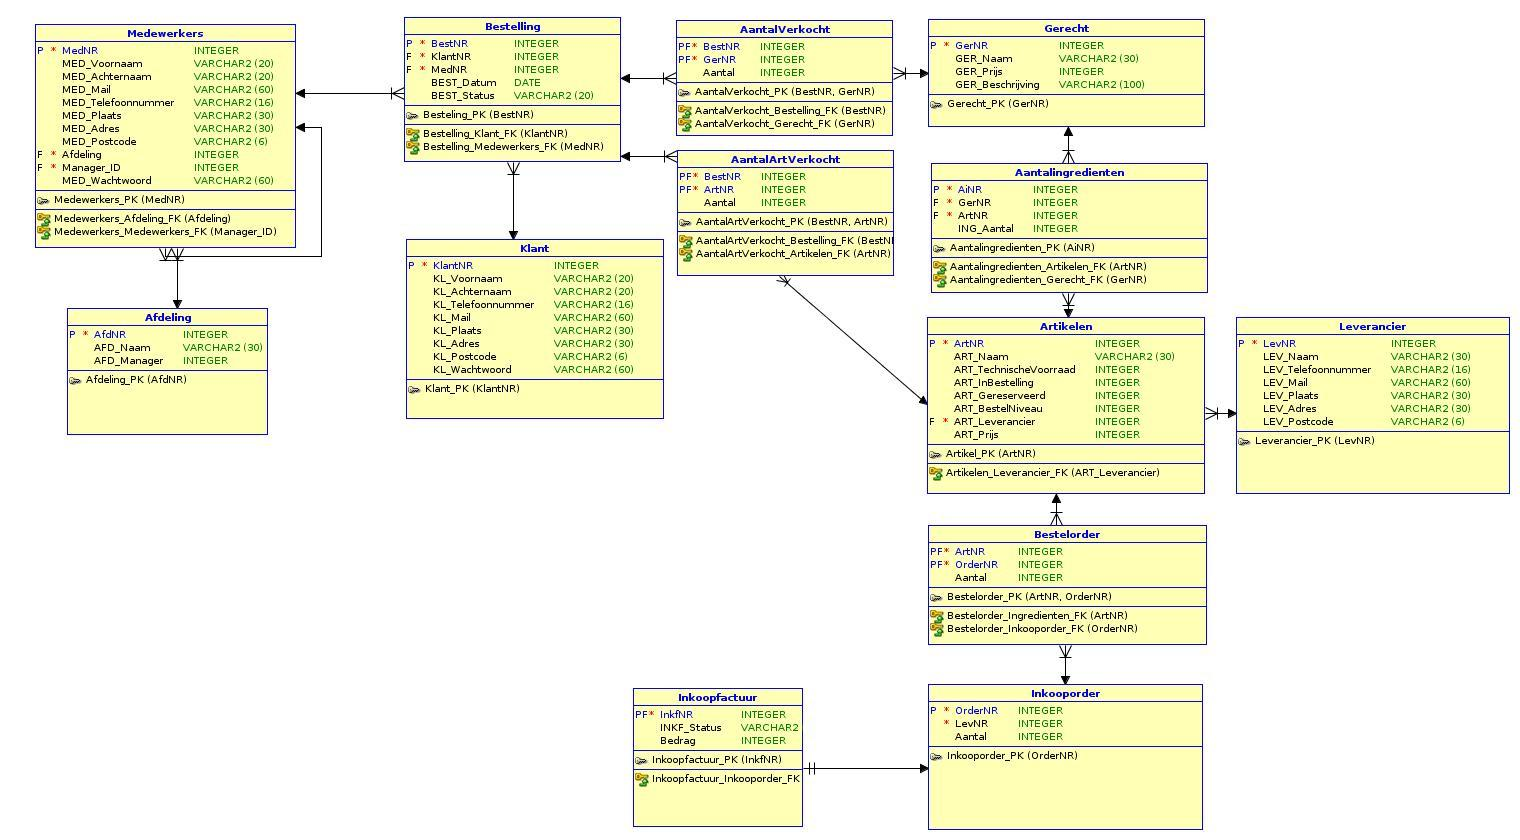 Medewerkers
P * MedNR INTEGER
MED_Voornaam VARCHAR2 (20)
MED_Achternaam VARCHAR2 (20)
MED_Mail VARCHAR2 (60)
MED_Telefoonnummer VARCHAR2 (16)
MED_Plaats VARCHAR2 (30)
MED_Adres VARCHAR2 (30)
MED_Postcode VARCHAR2 (6)
F * Afdeling INTEGER
F * Manager_ID INTEGER
MED_Wachtwoord VARCHAR2 (60)
Medewerkers_PK (MedNR)
Medewerkers_Afdeling_FK (Afdeling)
Medewerkers_Medewerkers_FK (Manager_ID)
Afdeling
P * AfdNR INTEGER
AFD_Naam VARCHAR2 (30)
AFD_Manager INTEGER
Afdeling_PK (AfdNR)
Bestelling
P * BestNR INTEGER
F * KlantNR INTEGER
F * MedNR INTEGER
BEST_Datum DATE
BEST_Status VARCHAR2 (20)
Besteling_PK (BestNR)
Bestelling_Klant_FK (KlantNR)
Bestelling_Medewerkers_FK (MedNR)
Klant
P * KlantNR INTEGER
KL_Voornaam VARCHAR2 (20)
KL_Achternaam VARCHAR2 (20)
KL_Telefoonnummer VARCHAR2 (16)
KL_Mail VARCHAR2 (60)
KL_Plaats VARCHAR2 (30)
KL_Adres VARCHAR2 (30)
KL_Postcode VARCHAR2 (6)
KL_Wachtwoord VARCHAR2 (60)
Klant_PK (KlantNR)
AantalVerkocht
PF* BestNR INTEGER
PF* GerNR INTEGER
Aantal INTEGER
AantalVerkocht_PK (BestNR, GerNR)
AantalVerkocht_Bestelling_FK (BestNR)
AantalVerkocht_Gerecht_FK (GerNR)
AantalArtVerkocht
PF* BestNR INTEGER
PF* ArtNR INTEGER
Aantal INTEGER
AantalArtVerkocht_PK (BestNR, ArtNR)
AantalArtVerkocht_Bestelling_FK (BestN
AantalArtVerkocht_Artikelen_FK (ArtNR)
Gerecht
P * GerNR INTEGER
GER_Naam VARCHAR2 (30)
GER_Prijs INTEGER
GER_Beschrijving VARCHAR2 (100)
Gerecht_PK (GerNR)
Aantalingredienten
P * AiNR INTEGER
F * GerNR INTEGER
F * ArtNR INTEGER
ING_Aantal INTEGER
Aantalingredienten_PK (AiNR)
Aantalingredienten_Artikelen_FK (ArtNR)
Aantalingredienten_Gerecht_FK (GerNR)
Artikelen
P * ArtNR INTEGER
ART_Naam VARCHAR2 (30)
ART_TechnischeVoorraad INTEGER
ART_InBestelling INTEGER
ART_Gereserveerd INTEGER
ART_BestelNiveau INTEGER
F * ART_Leverancier INTEGER
ART_Prijs INTEGER
Artikel_PK (ArtNR)
Artikelen_Leverancier_FK (ART_Leverancier)
Leverancier
P * LevNR INTEGER
LEV_Naam VARCHAR2 (30)
LEV_Telefoonnummer VARCHAR2 (16)
LEV_Mail VARCHAR2 (60)
LEV_Plaats VARCHAR2 (30)
LEV_Adres VARCHAR2 (30)
LEV_Postcode VARCHAR2 (6)
Leverancier_PK (LevNR)
Bestelorder
PF* ArtNR INTEGER
PF* OrderNR INTEGER
Aantal INTEGER
Bestelorder_PK (ArtNR, OrderNR)
Bestelorder_Ingredienten_FK (ArtNR)
Bestelorder_Inkooporder_FK (OrderNR)
Inkoopfactuur
PF* InkfNR INTEGER
INKF_Status VARCHAR2
Bedrag INTEGER
Inkoopfactuur_PK (InkfNR)
Inkoopfactuur_Inkooporder_FK
Inkooporder
P * OrderNR INTEGER
* LevNR INTEGER
Aantal INTEGER
Inkooporder_PK (OrderNR)